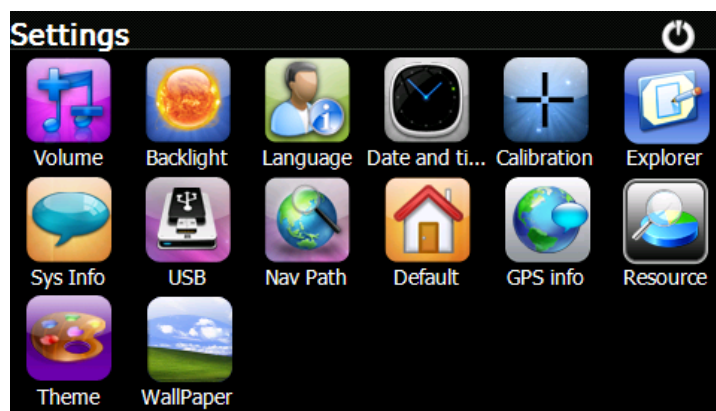 Settings
Volume Backlight Language Date and ti... Calibration Explorer
Sys Info USB Nav Path Default GPS info Resource
Theme WallPaper